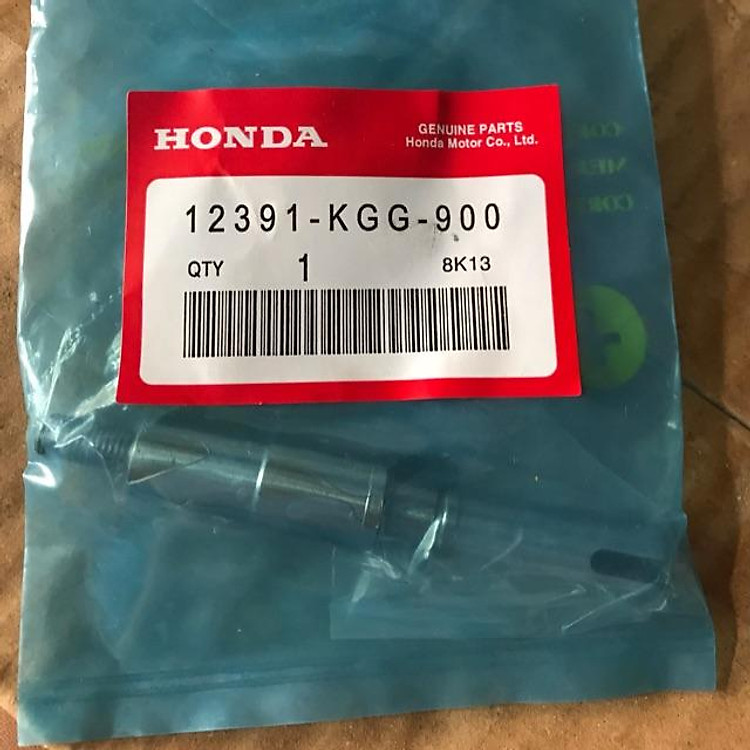 HONDA
GENUINE PARTS
Honda Motor Co., Ltd.
12391-KGG-900
QTY 1 8K13